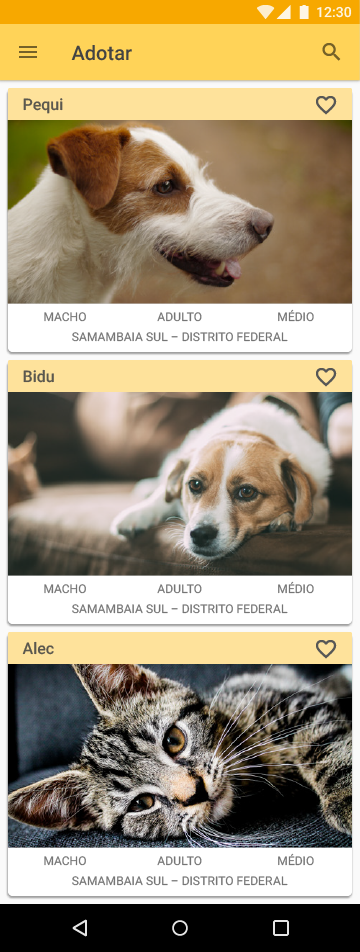 12:30
Adotar
Pequi
MACHO ADULTO MÉDIO
SAMAMBAIA SUL – DISTRITO FEDERAL
Bidu
MACHO ADULTO MÉDIO
SAMAMBAIA SUL – DISTRITO FEDERAL
Alec
MACHO ADULTO MÉDIO
SAMAMBAIA SUL – DISTRITO FEDERAL